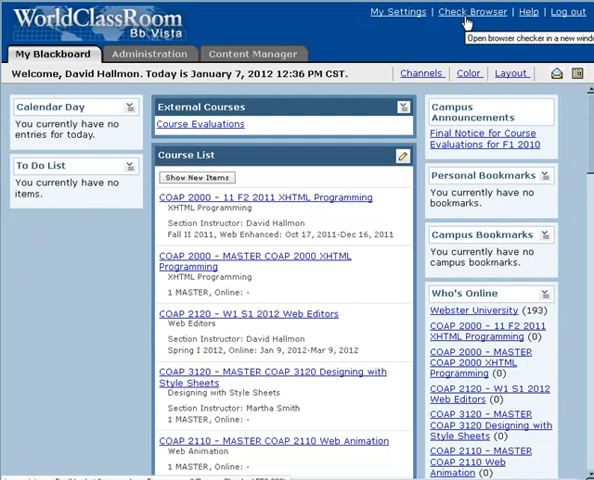 WorldClassRoom
Bb Vista
My Settings | Check Browser | Help | Log out
Open browser checker in a new
My Blackboard
Administration
Content Manager
Welcome, David Hallmon. Today is January 7, 2012 12:36 PM CST.
Channels
Color
Layout
Calendar Day
You currently have no
entries for today.
To Do List
You currently have no
items.
External Courses
Course Evaluations
Course List
Show New Items
COAP 2000 - 11 F2 2011 XHTML Programming
XHTML Programming
Section Instructor: David Hallmon
Fall II 2011, Web Enhanced: Oct 17, 2011-Dec 16, 2011
COAP 2000 - MASTER COAP 2000 XHTML
Programming
XHTML Programming
1 MASTER, Online: -
COAP 2120 - W1 S1 2012 Web Editors
Web Editors
Section Instructor: David Hallmon
Spring I 2012, Online: Jan 9, 2012-Mar 9, 2012
COAP 3120 - MASTER COAP 3120 Designing with
Style Sheets
Designing with Style Sheets
Section Instructor: Martha Smith
1 MASTER, Online: -
COAP 2110 - MASTER COAP 2110 Web Animation
Web Animation
1 MASTER, Online: -
Campus
Announcements
Final Notice for Course
Evaluations for F1 2010
Personal Bookmarks
You currently have no
bookmarks.
Campus Bookmarks
You currently have no
campus bookmarks.
Who's Online
Webster University (193)
COAP 2000 - 11 F2 2011
XHTML Programming (0)
COAP 2000 - MASTER
COAP 2000 XHTML
Programming (0)
COAP 2120 - W1 S1 2012
Web Editors (0)
COAP 3120 - MASTER
COAP 3120 Designing with
Style Sheets (0)
COAP 2110 - MASTER
COAP 2110 Web
Animation (0)